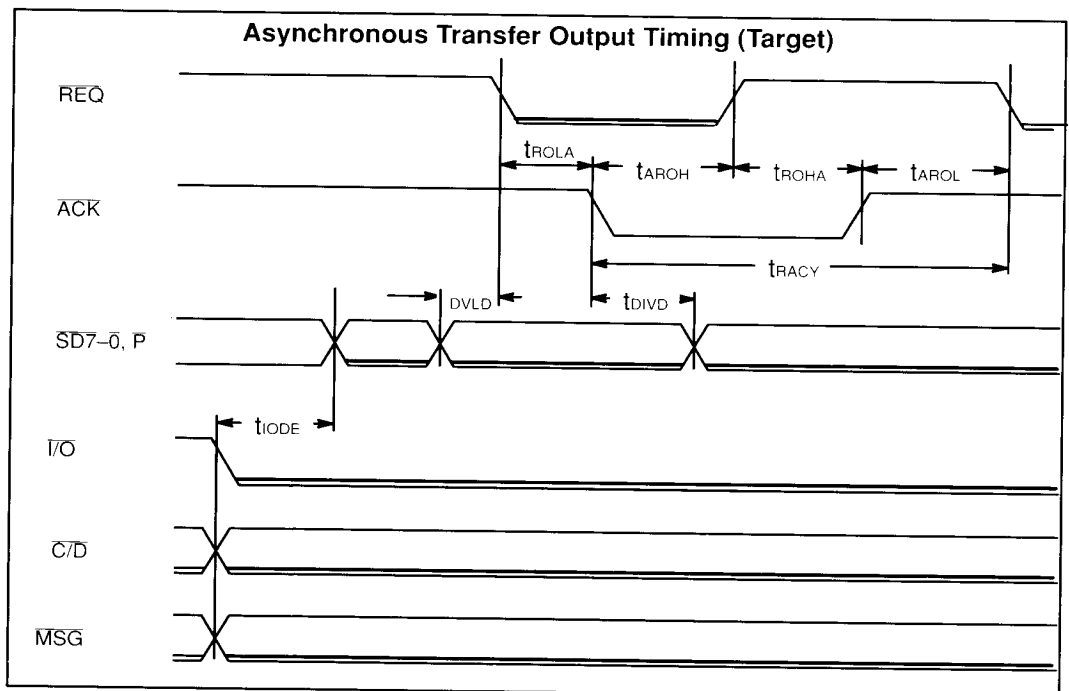 Asynchronous Transfer Output Timing (Target)
REQ
tROLA
tAROH
tROHA
tAROL
ACK
tRACY
DVLD
tDIVD
SD7–0, P
tIODE
I/O
C/D
MSG